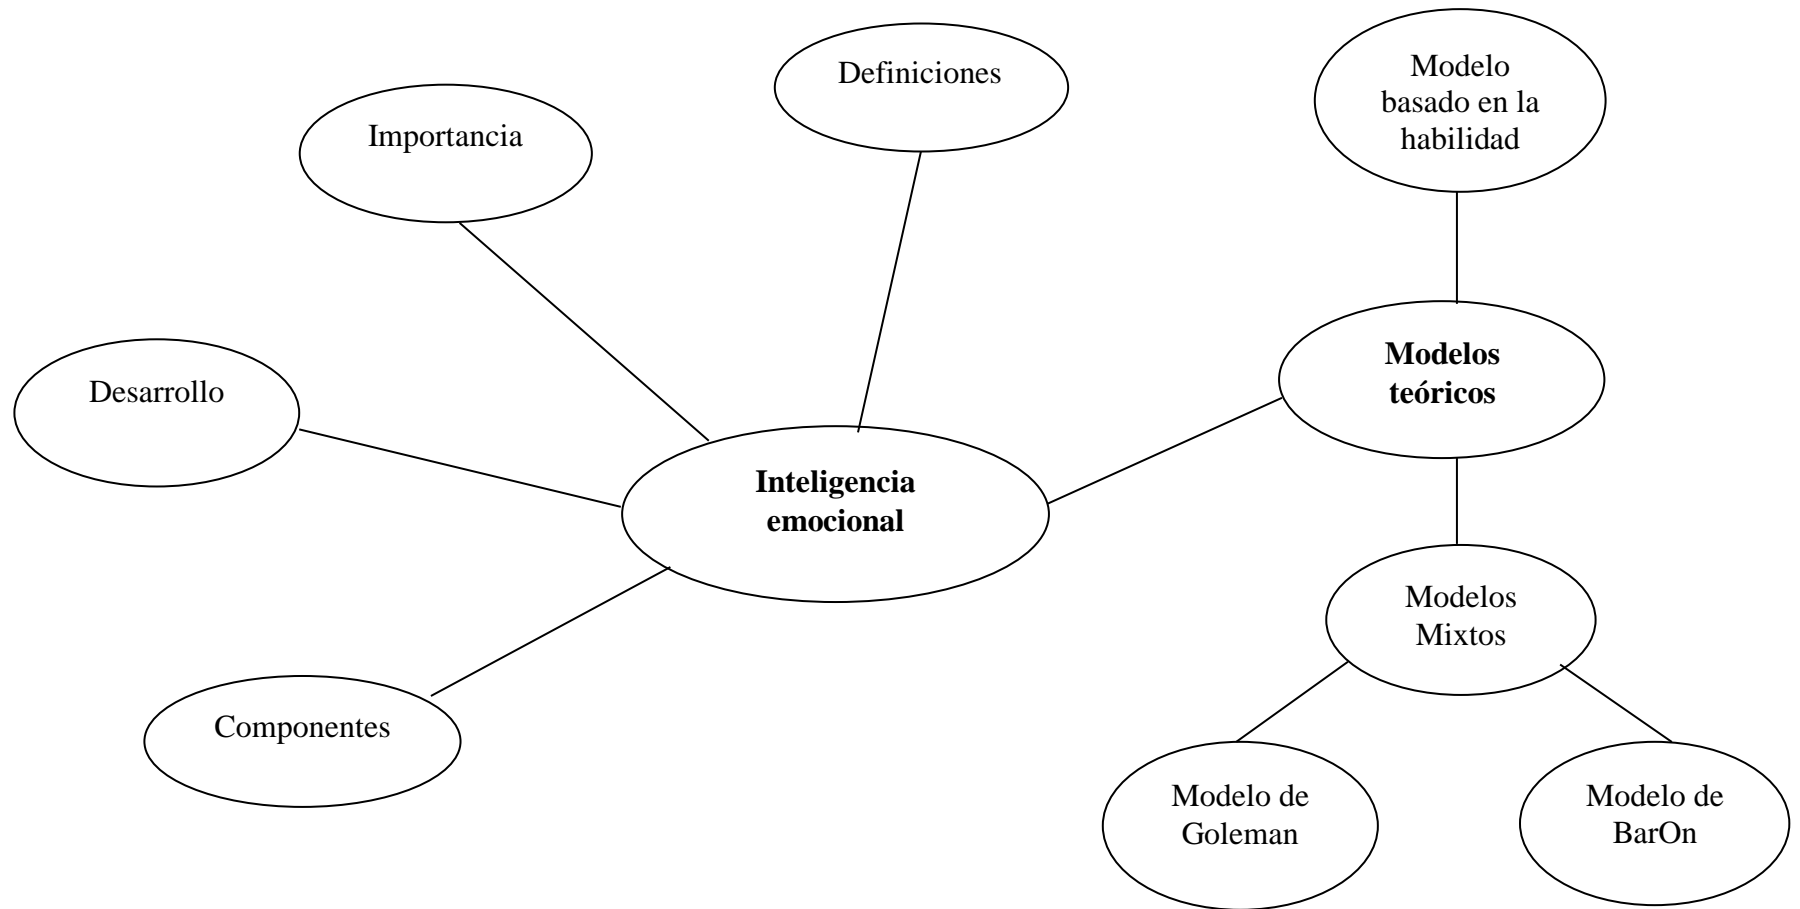 Definiciones
Modelo
basado en la
habilidad
Importancia
Modelos
teóricos
Desarrollo
Inteligencia
emocional
Modelos
Mixtos
Componentes
Modelo de
Goleman
Modelo de
BarOn